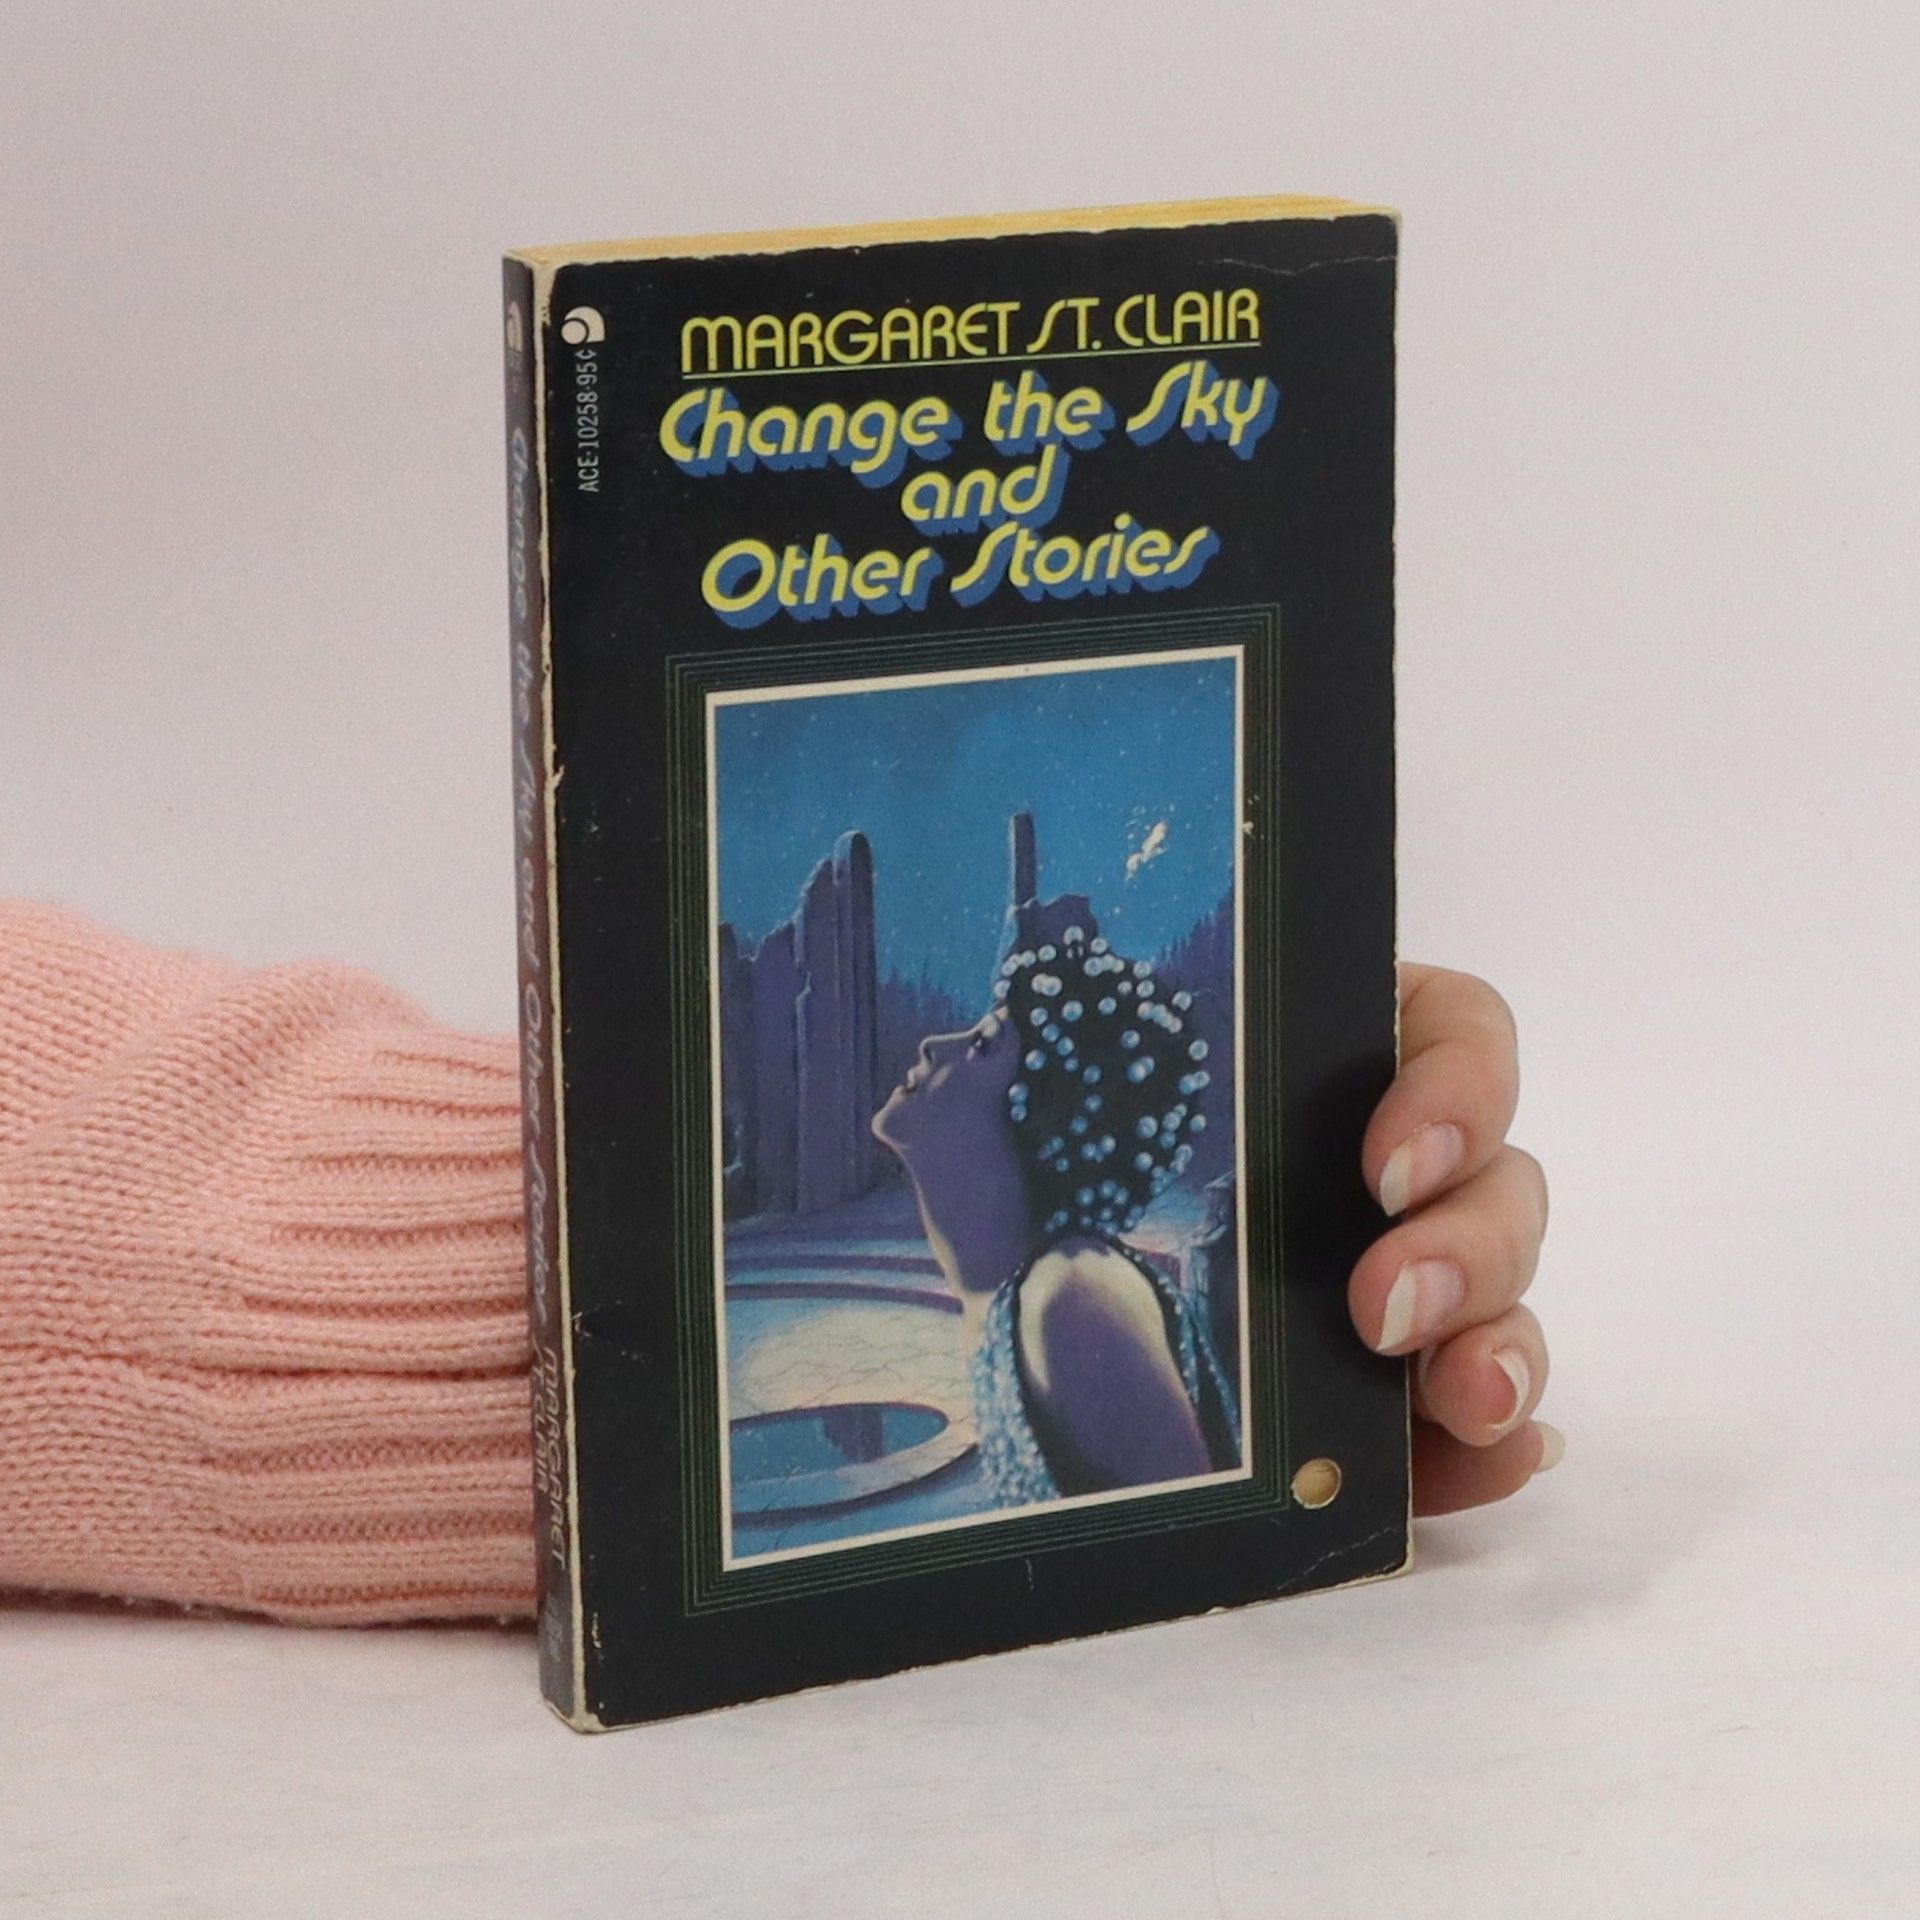 MARGARET ST. CLAIR
Change the Sky
and
Other Stories
ACE·10258·95¢
Change the Sky and Other Stories
MARGARET
ST. CLAIR